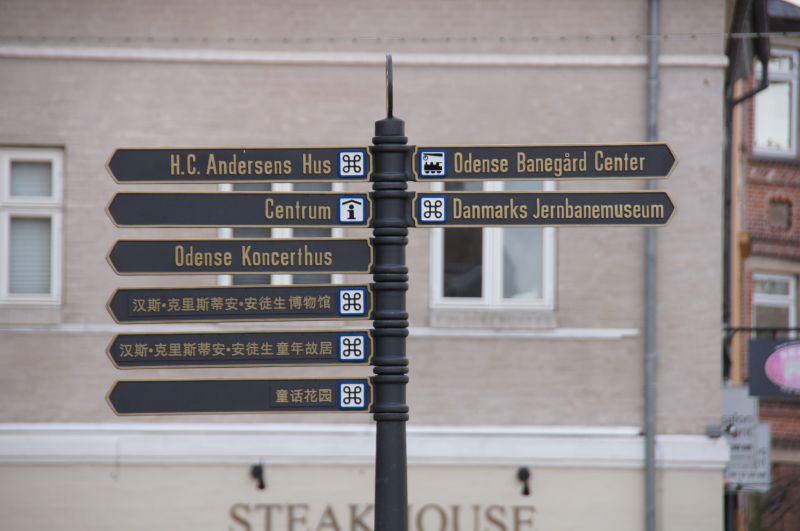 H.C. Andersens Hus
Centrum
Odense Koncerthus
汉斯·克里斯蒂安·安徒生博物馆
汉斯·克里斯蒂安·安徒生童年故居
童话花园
Odense Banegård Center
Danmarks Jernbanemuseum
STEAKHOUSE